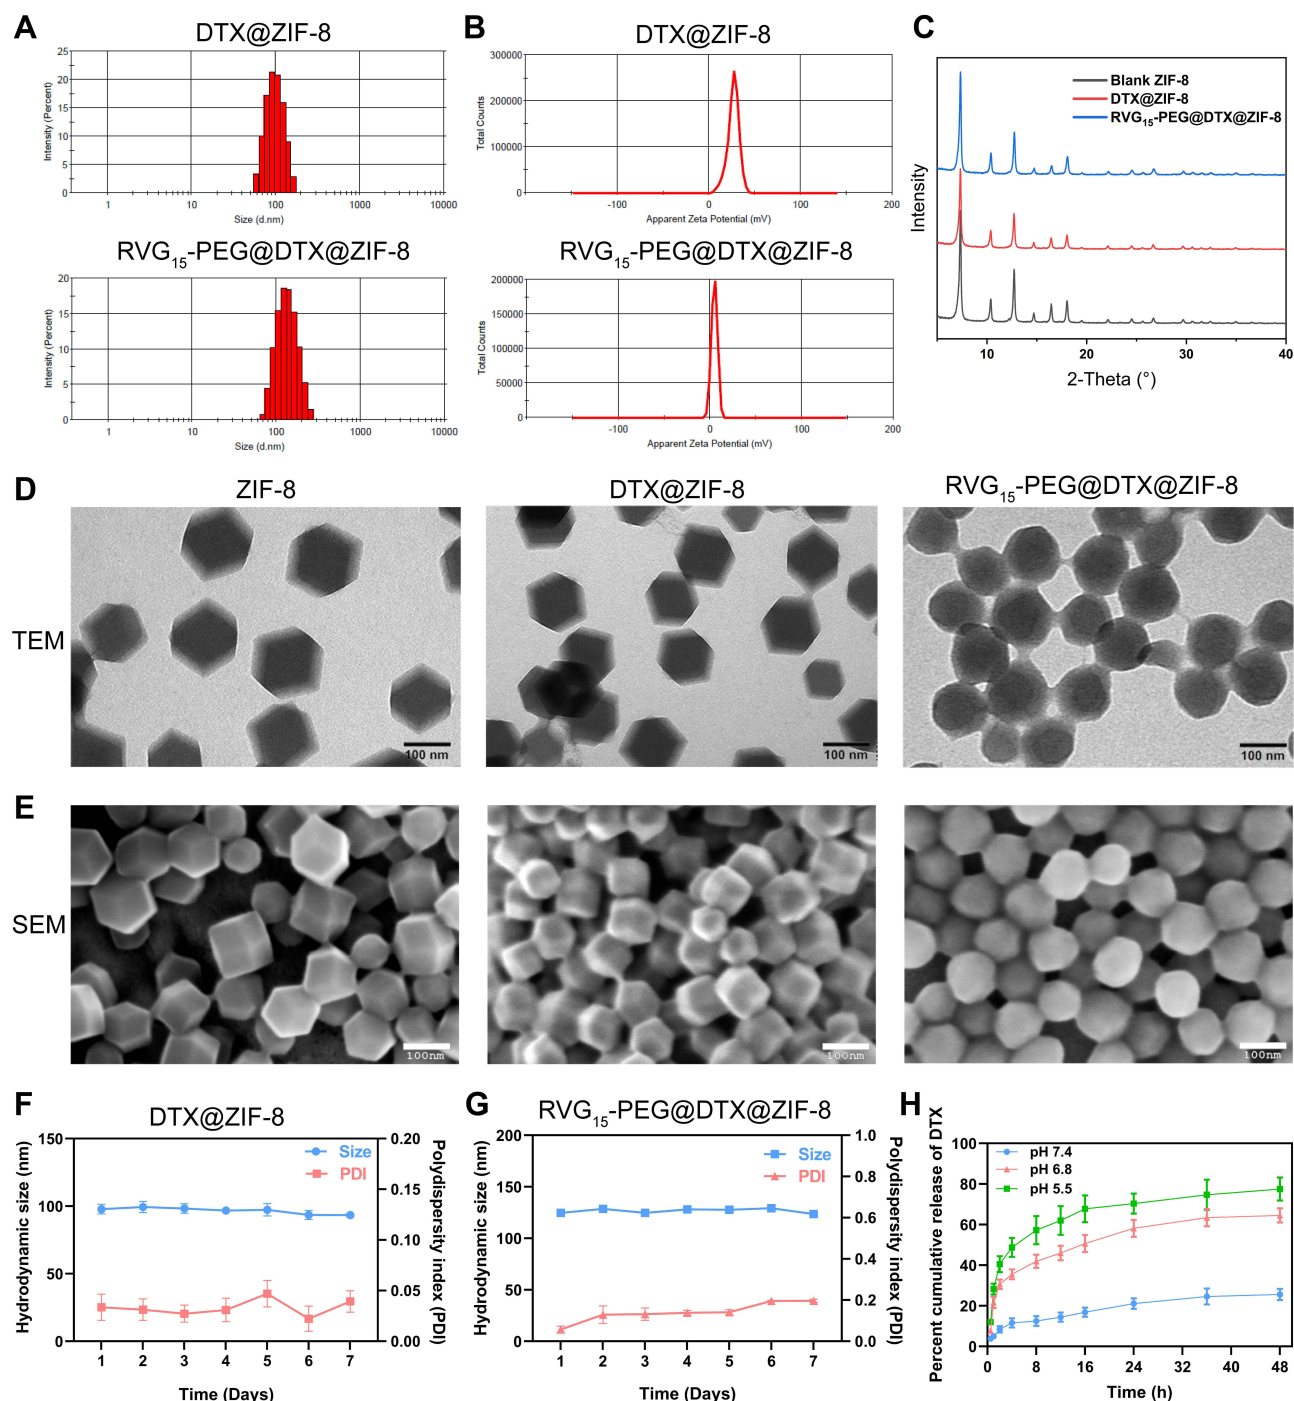 A
DTX@ZIF-8
Intensity (Percent)
25
20
15
10
5
0
1
10
100
1000
10000
Size (d.nm)
RVG15-PEG@DTX@ZIF-8
Intensity (Percent)
20
15
10
5
0
1
10
100
1000
10000
Size (d.nm)
B
DTX@ZIF-8
Total Counts
300000
200000
100000
0
-100
0
100
200
Apparent Zeta Potential (mV)
RVG15-PEG@DTX@ZIF-8
Total Counts
200000
150000
100000
50000
0
-100
0
100
200
Apparent Zeta Potential (mV)
C
Blank ZIF-8
DTX@ZIF-8
RVG15-PEG@DTX@ZIF-8
Intensity
10
20
30
40
2-Theta (°)
D
ZIF-8
DTX@ZIF-8
RVG15-PEG@DTX@ZIF-8
TEM
100 nm
100 nm
100 nm
E
SEM
100nm
100nm
100nm
F
DTX@ZIF-8
Hydrodynamic size (nm)
150
100
50
0
Size
PDI
0.20
0.15
0.10
0.05
0.00
Polydispersity index (PDI)
1 2 3 4 5 6 7
Time (Days)
G
RVG15-PEG@DTX@ZIF-8
Hydrodynamic size (nm)
200
150
100
50
0
Size
PDI
1.0
0.8
0.6
0.4
0.2
0.0
Polydispersity index (PDI)
1 2 3 4 5 6 7
Time (Days)
H
Percent cumulative release of DTX
100
80
60
40
20
0
pH 7.4
pH 6.8
pH 5.5
0 8 16 24 32 40 48
Time (h)